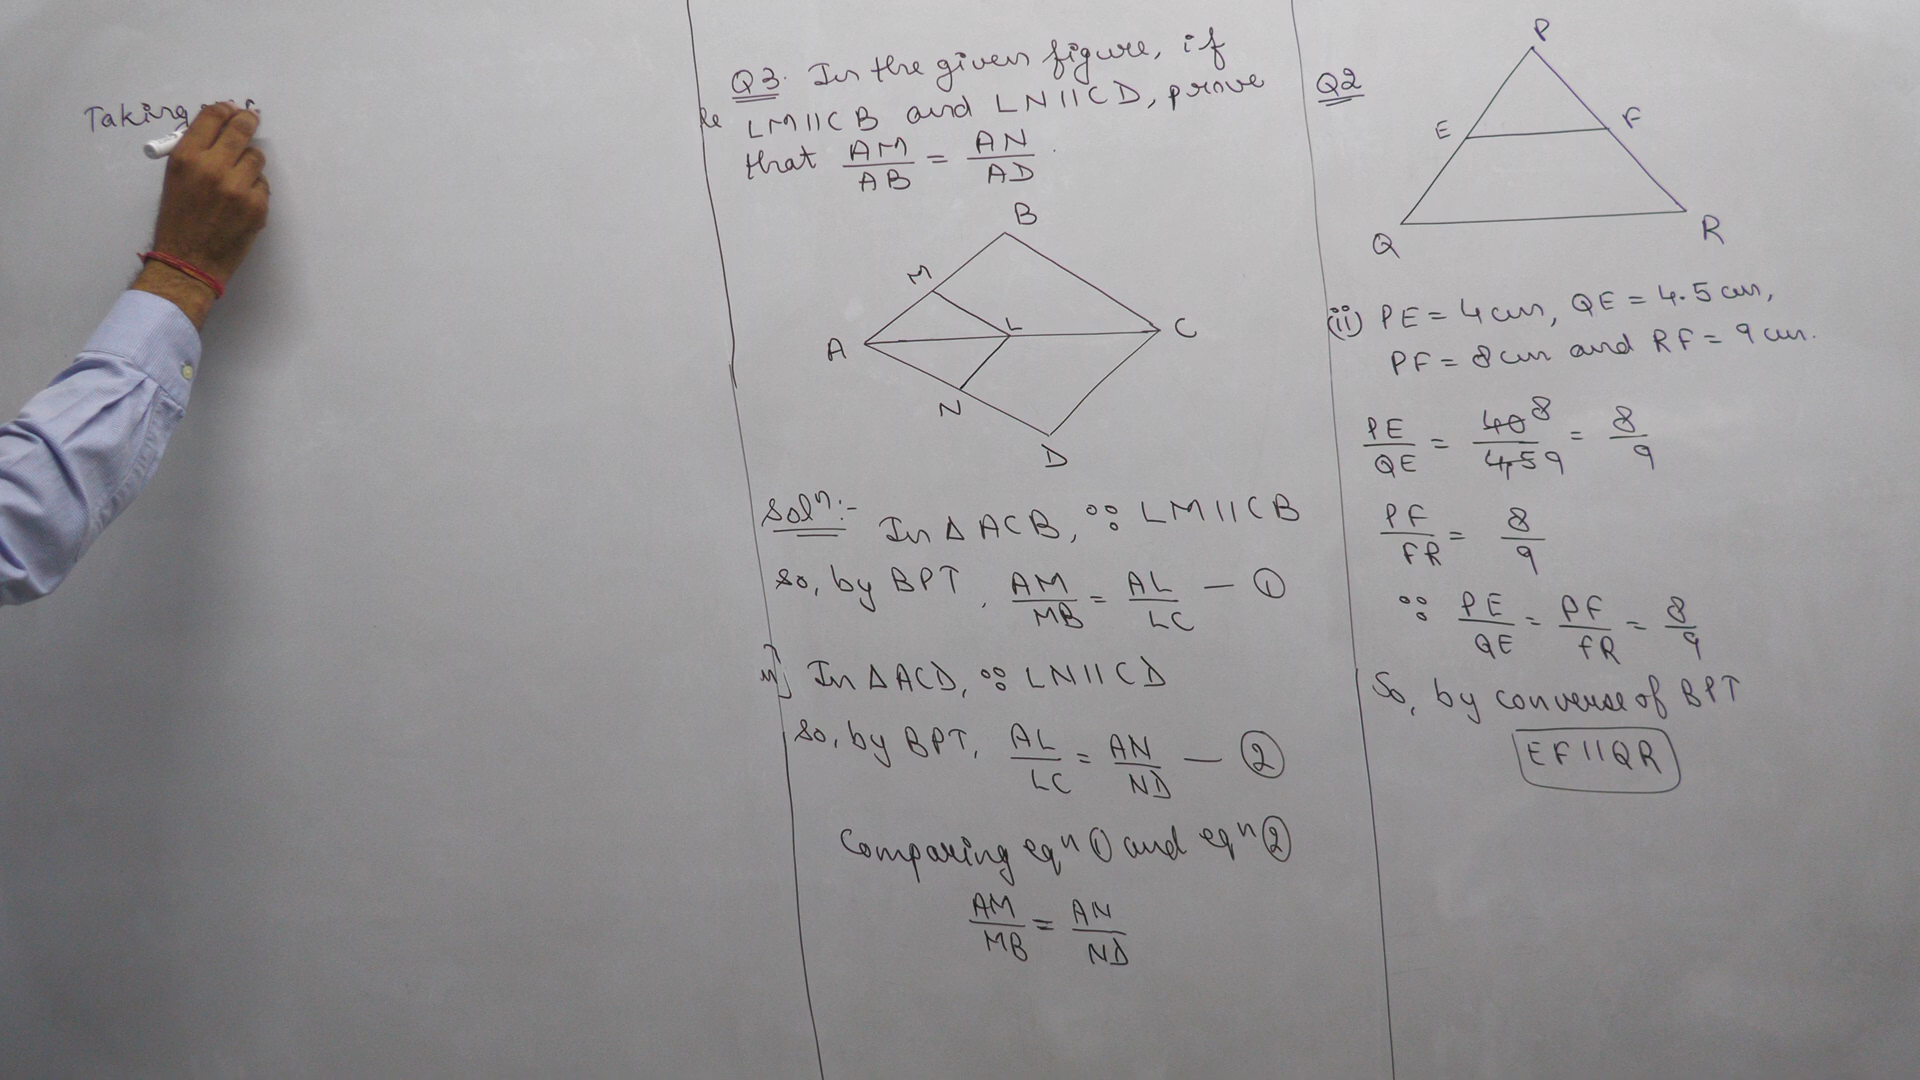 Taking
Q3. In the given figure, if
LM||CB and LN||CD, prove
that AM/AB = AN/AD.
B
M
L
C
A
N
D
Solⁿ:- In Δ ACB, ∵ LM||CB
So, by BPT, AM/MB = AL/LC — ①
In Δ ACD, ∵ LN||CD
So, by BPT, AL/LC = AN/ND — ②
Comparing eqⁿ ① and eqⁿ ②
AM/MB = AN/ND
Q2
P
E
F
Q
R
(ii) PE = 4 cm, QE = 4.5 cm,
PF = 8 cm and RF = 9 cm.
PE/QE = 40 8/4.5 9 = 8/9
PF/FR = 8/9
∵ PE/QE = PF/FR = 8/9
So, by converse of BPT
EF||QR